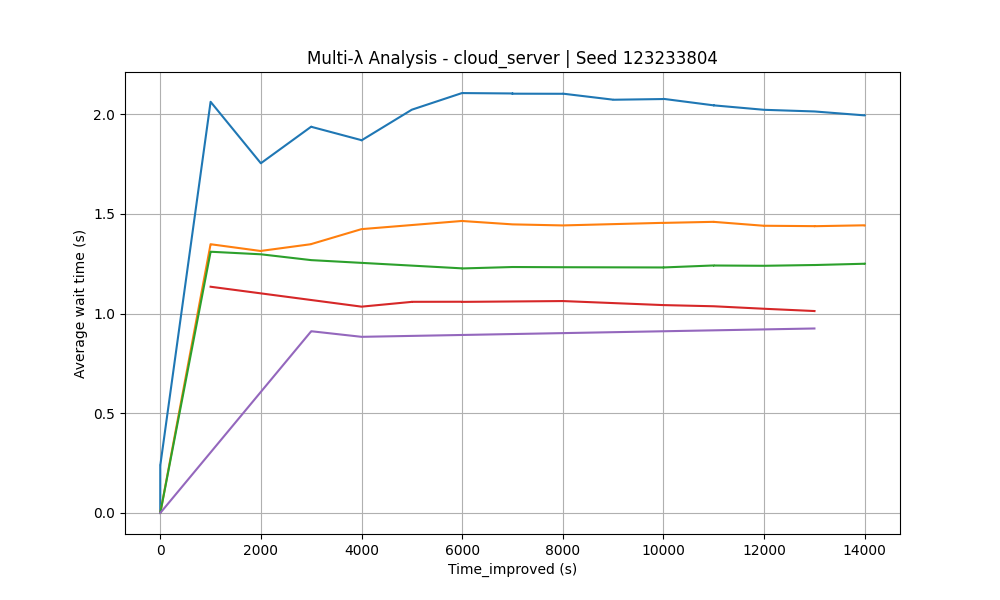 Multi-λ Analysis - cloud_server | Seed 123233804
Average wait time (s)
2.0
1.5
1.0
0.5
0.0
0 2000 4000 6000 8000 10000 12000 14000
Time_improved (s)